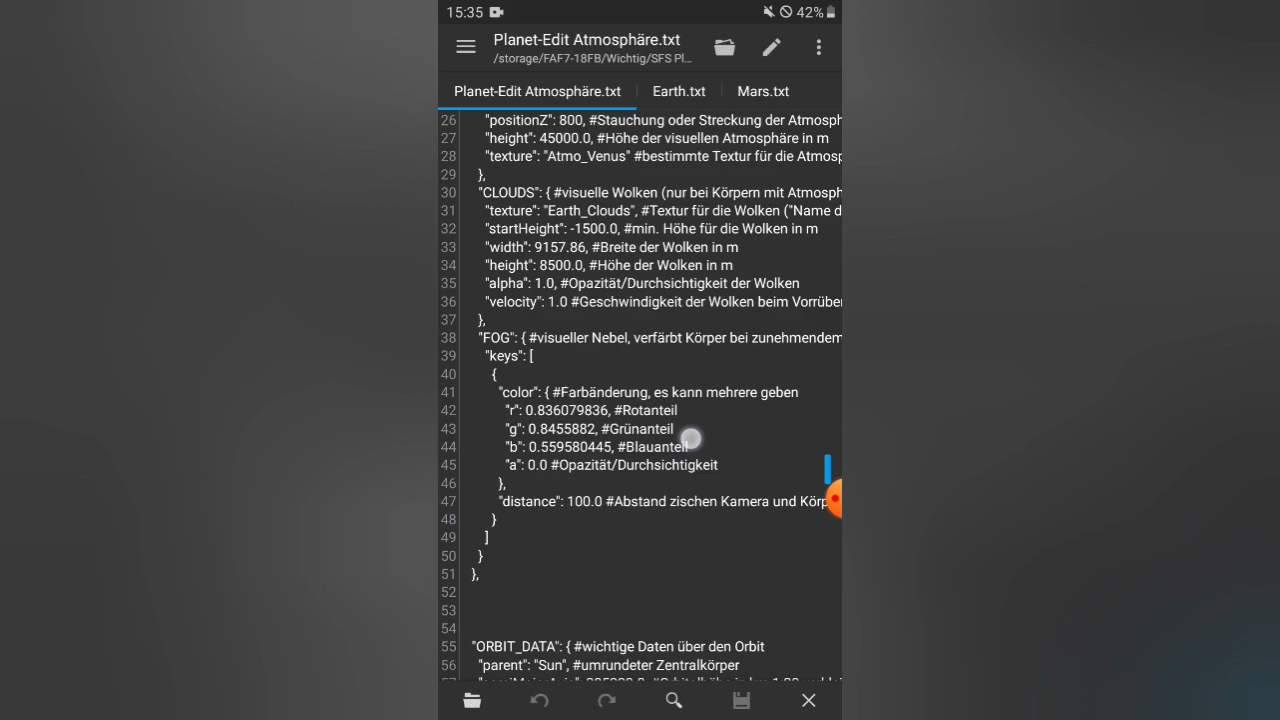 15:35 42%
Planet-Edit Atmosphäre.txt
/storage/FAF7-18FB/Wichtig/SFS Pl...
Planet-Edit Atmosphäre.txt Earth.txt Mars.txt
26 "positionZ": 800, #Stauchung oder Streckung der Atmosph
27 "height": 45000.0, #Höhe der visuellen Atmosphäre in m
28 "texture": "Atmo_Venus" #bestimmte Textur für die Atmosp
29 },
30 "CLOUDS": { #visuelle Wolken (nur bei Körpern mit Atmosph
31 "texture": "Earth_Clouds", #Textur für die Wolken ("Name d
32 "startHeight": -1500.0, #min. Höhe für die Wolken in m
33 "width": 9157.86, #Breite der Wolken in m
34 "height": 8500.0, #Höhe der Wolken in m
35 "alpha": 1.0, #Opazität/Durchsichtigkeit der Wolken
36 "velocity": 1.0 #Geschwindigkeit der Wolken beim Vorrüber
37 },
38 "FOG": { #visueller Nebel, verfärbt Körper bei zunehmendem
39 "keys": [
40 {
41 "color": { #Farbänderung, es kann mehrere geben
42 "r": 0.836079836, #Rotanteil
43 "g": 0.8455882, #Grünanteil
44 "b": 0.559580445, #Blauanteil
45 "a": 0.0 #Opazität/Durchsichtigkeit
46 },
47 "distance": 100.0 #Abstand zischen Kamera und Körp
48 }
49 ]
50 }
51 },
52
53
54
55 "ORBIT_DATA": { #wichtige Daten über den Orbit
56 "parent": "Sun", #umrundeter Zentralkörper